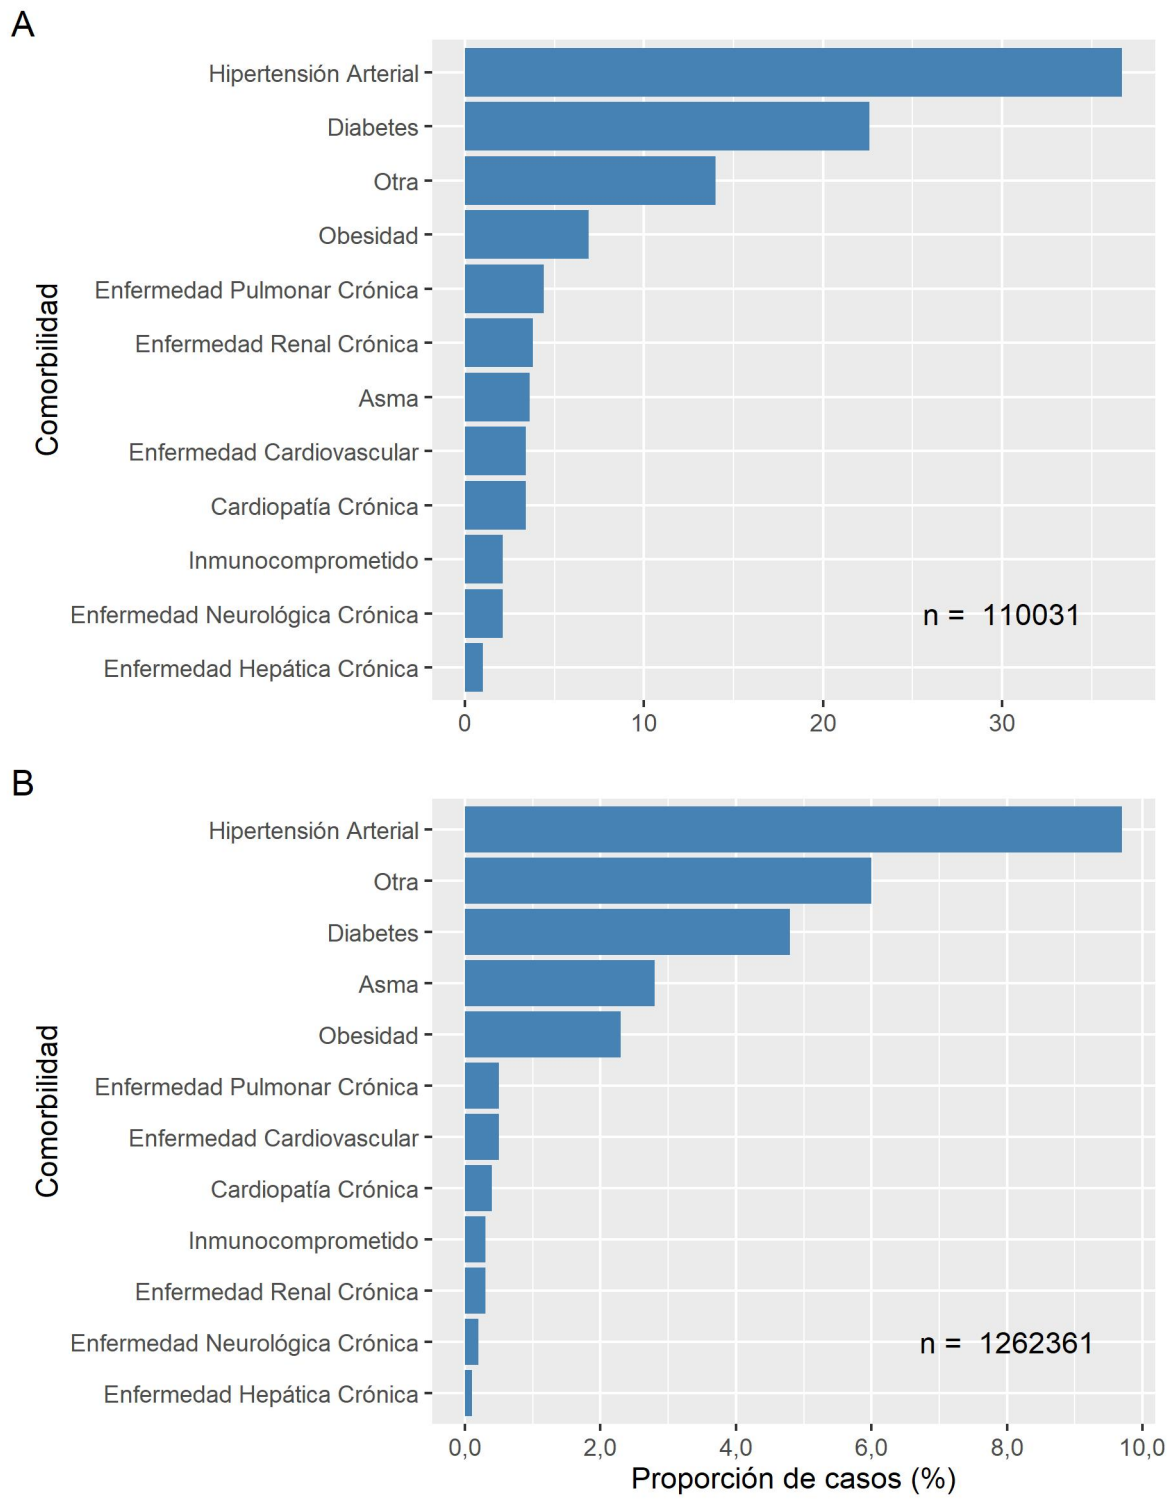 A
Hipertensión Arterial
Diabetes
Otra
Obesidad
Enfermedad Pulmonar Crónica
Enfermedad Renal Crónica
Asma
Enfermedad Cardiovascular
Cardiopatía Crónica
Inmunocomprometido
Enfermedad Neurológica Crónica
Enfermedad Hepática Crónica
Comorbilidad
n = 110031
0 10 20 30
B
Hipertensión Arterial
Otra
Diabetes
Asma
Obesidad
Enfermedad Pulmonar Crónica
Enfermedad Cardiovascular
Cardiopatía Crónica
Inmunocomprometido
Enfermedad Renal Crónica
Enfermedad Neurológica Crónica
Enfermedad Hepática Crónica
Comorbilidad
n = 1262361
0,0 2,0 4,0 6,0 8,0 10,0
Proporción de casos (%)